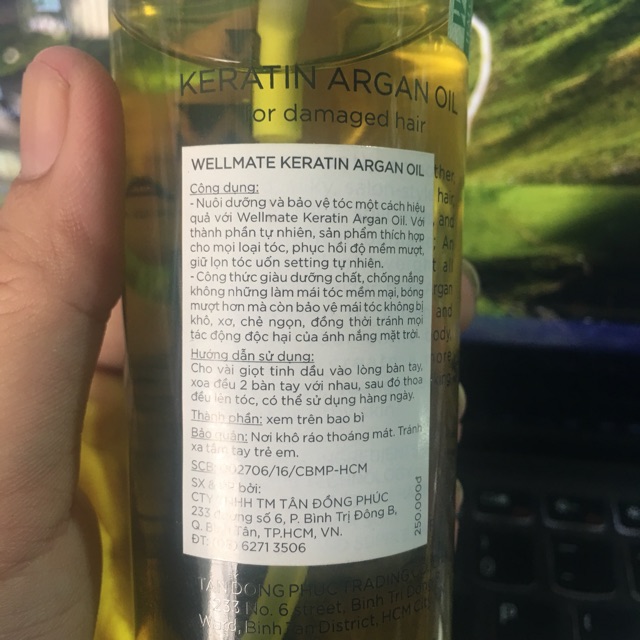 KERATIN ARGAN OIL
or damaged hair
WELLMATE KERATIN ARGAN OIL
Công dụng:
- Nuôi dưỡng và bảo vệ tóc một cách hiệu
quả với Wellmate Keratin Argan Oil. Với
thành phần tự nhiên, sản phẩm thích hợp
cho mọi loại tóc, phục hồi độ mềm mượt,
giữ lọn tóc uốn setting tự nhiên.
- Công thức giàu dưỡng chất, chống nắng
không những làm mái tóc mềm mại, bóng
mượt hơn mà còn bảo vệ mái tóc không bị
khô, xơ, chẻ ngọn, đồng thời tránh mọi
tác động độc hại của ánh nắng mặt trời.
Hướng dẫn sử dụng:
Cho vài giọt tinh dầu vào lòng bàn tay,
xoa đều 2 bàn tay với nhau, sau đó thoa
đều lên tóc, có thể sử dụng hàng ngày.
Thành phần: xem trên bao bì
Bảo quản: Nơi khô ráo thoáng mát. Tránh
xa tầm tay trẻ em.
02706/16/CBMP-HCM
SX bởi:
CTY TM TÂN ĐỒNG PHÚC
233 số 6, P. Bình Trị Đông B,
Q. Tân, TP.HCM, VN.
ĐT: 6271 3506
250.000đ
TAN DONG PHUC TRADING
233 No. 6 street, Binh Tri Dong
Ward, Binh Tan District, HCM City
and
all
and